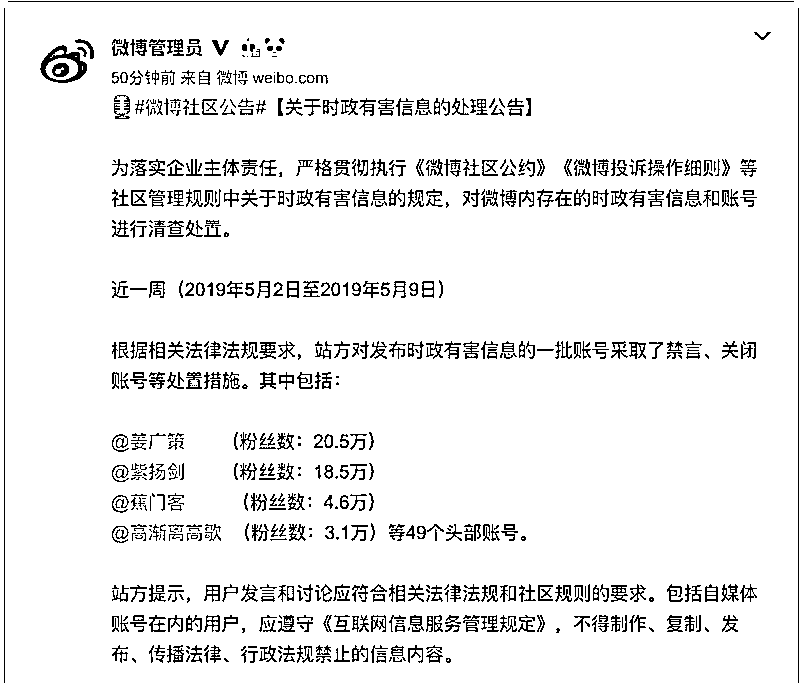 微博管理员 V
50分钟前 来自 微博 weibo.com
#微博社区公告#【关于时政有害信息的处理公告】
为落实企业主体责任，严格贯彻执行《微博社区公约》《微博投诉操作细则》等
社区管理规则中关于时政有害信息的规定，对微博内存在的时政有害信息和账号
进行清查处置。
近一周（2019年5月2日至2019年5月9日）
根据相关法律法规要求，站方对发布时政有害信息的一批账号采取了禁言、关闭
账号等处置措施。其中包括：
@姜广策 （粉丝数：20.5万）
@紫扬剑 （粉丝数：18.5万）
@蕉门客 （粉丝数：4.6万）
@高渐离高歌 （粉丝数：3.1万）等49个头部账号。
站方提示，用户发言和讨论应符合相关法律法规和社区规则的要求。包括自媒体
账号在内的用户，应遵守《互联网信息服务管理规定》，不得制作、复制、发
布、传播法律、行政法规禁止的信息内容。